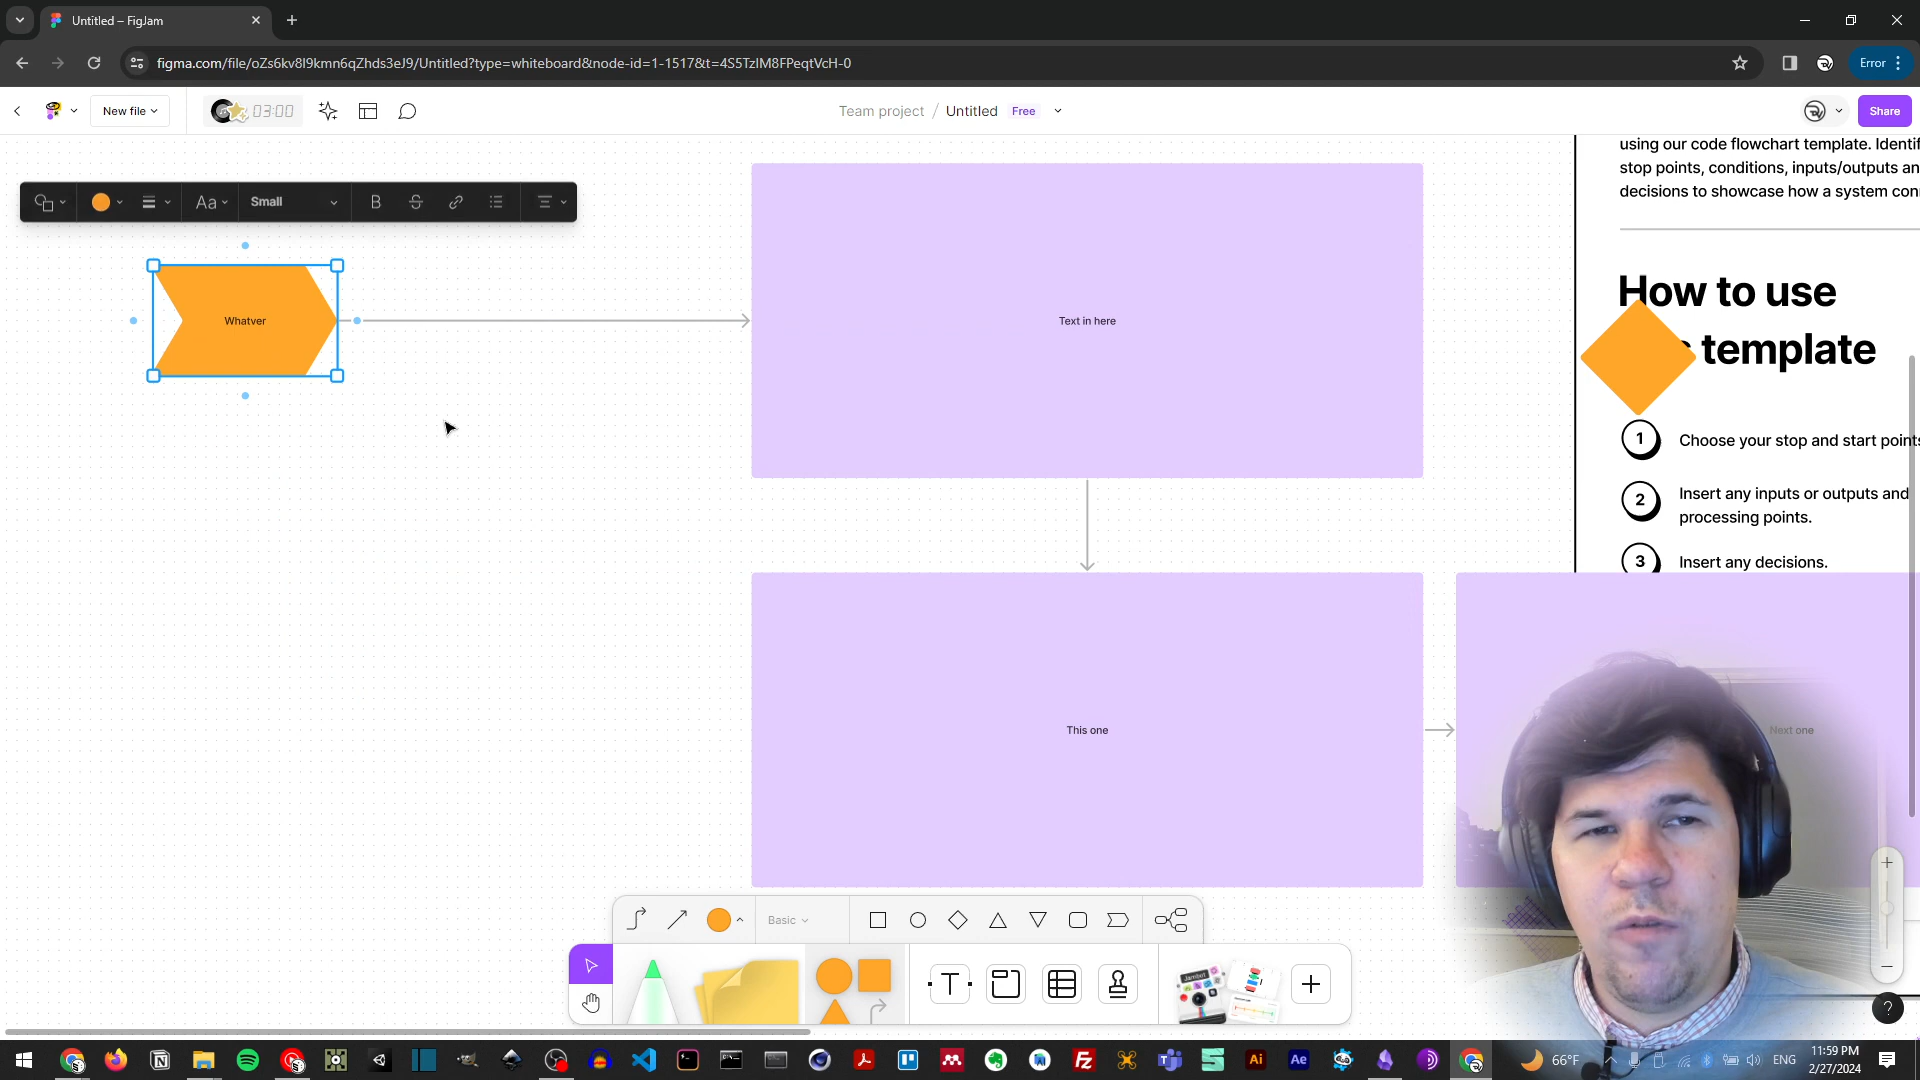 Untitled – FigJam
figma.com/file/oZs6kv8l9kmn6qZhds3eJ9/Untitled?type=whiteboard&node-id=1-1517&t=4S5TzIM8FPeqtVcH-0
Error
New file
03:00
Team project / Untitled Free
Share
Aa Small B S
using our code flowchart template. Identif
stop points, conditions, inputs/outputs an
decisions to showcase how a system con
How to use
template
Whatver
Text in here
1 Choose your stop and start points
2 Insert any inputs or outputs and
processing points.
3 Insert any decisions.
This one
Next one
Basic
T
?
66°F
ENG
11:59 PM
2/27/2024
Ai
Ae